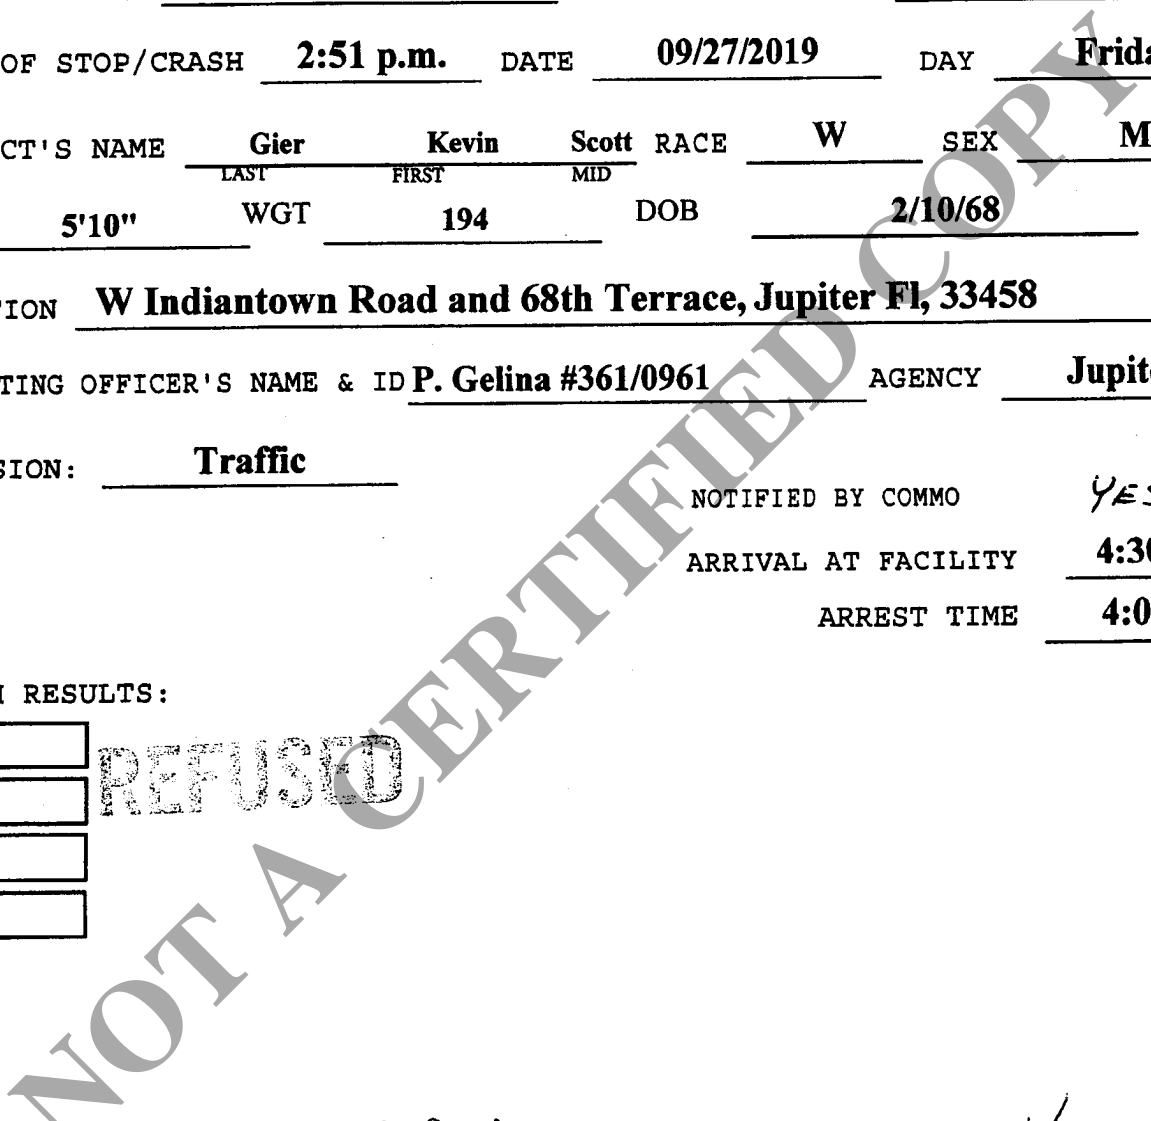 OF STOP/CRASH 2:51 p.m. DATE 09/27/2019 DAY Frida
CT'S NAME Gier Kevin Scott RACE W SEX M
LAST FIRST MID
5'10" WGT 194 DOB 2/10/68
TION W Indiantown Road and 68th Terrace, Jupiter Fl, 33458
TING OFFICER'S NAME & ID P. Gelina #361/0961 AGENCY Jupite
SION: Traffic
NOTIFIED BY COMMO YES
ARRIVAL AT FACILITY 4:30
ARREST TIME 4:0
RESULTS:
REFUSED
NOT A CERTIFIED COPY